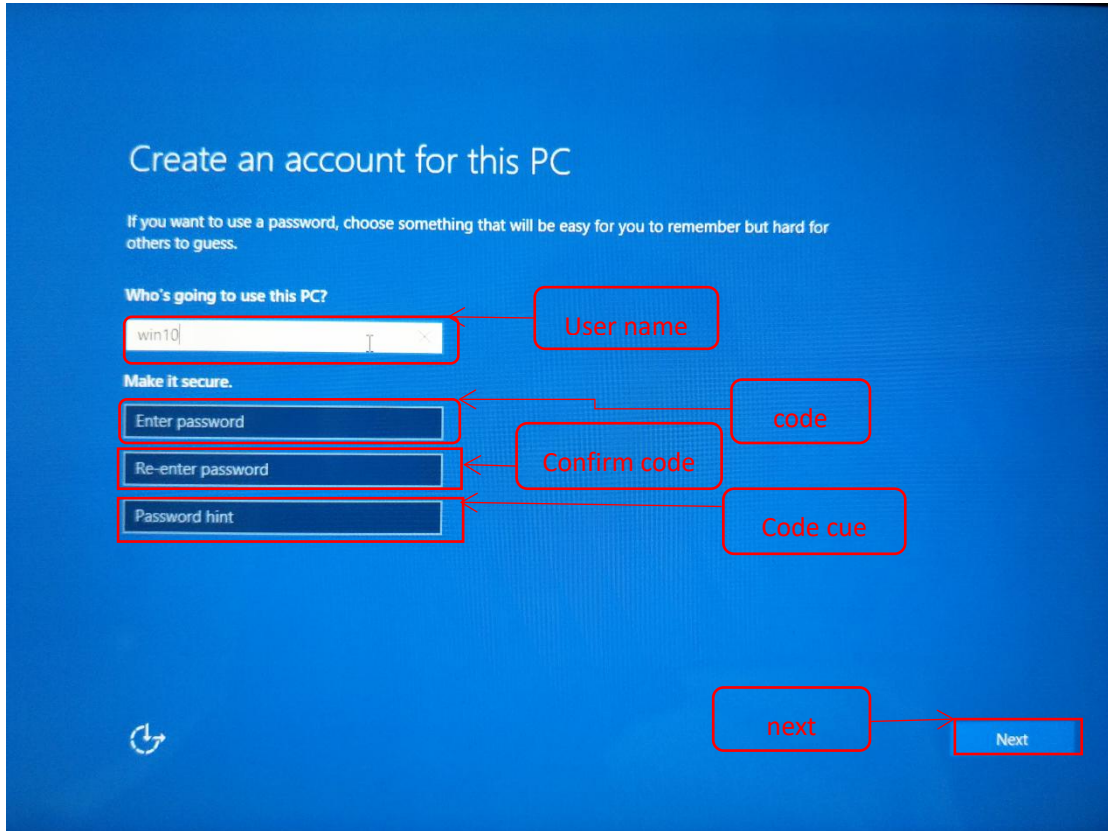 Create an account for this PC
If you want to use a password, choose something that will be easy for you to remember but hard for
others to guess.
Who's going to use this PC?
win10
User name
Make it secure.
Enter password
code
Re-enter password
Confirm code
Password hint
Code cue
next
Next